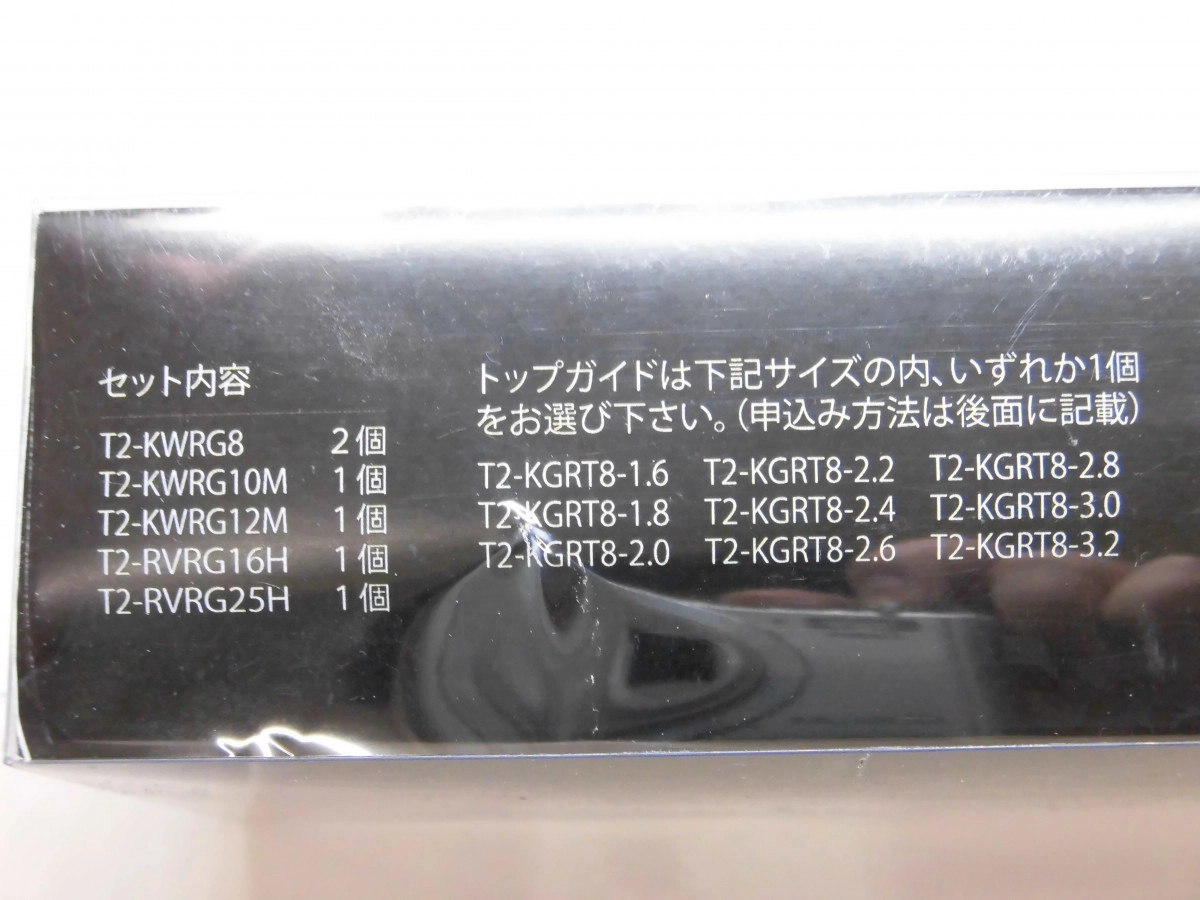 セット内容
T2-KWRG8 2個
T2-KWRG10M 1個
T2-KWRG12M 1個
T2-RVRG16H 1個
T2-RVRG25H 1個
トップガイドは下記サイズの内、いずれか1個
をお選び下さい。(申込み方法は後面に記載)
T2-KGRT8-1.6 T2-KGRT8-2.2 T2-KGRT8-2.8
T2-KGRT8-1.8 T2-KGRT8-2.4 T2-KGRT8-3.0
T2-KGRT8-2.0 T2-KGRT8-2.6 T2-KGRT8-3.2